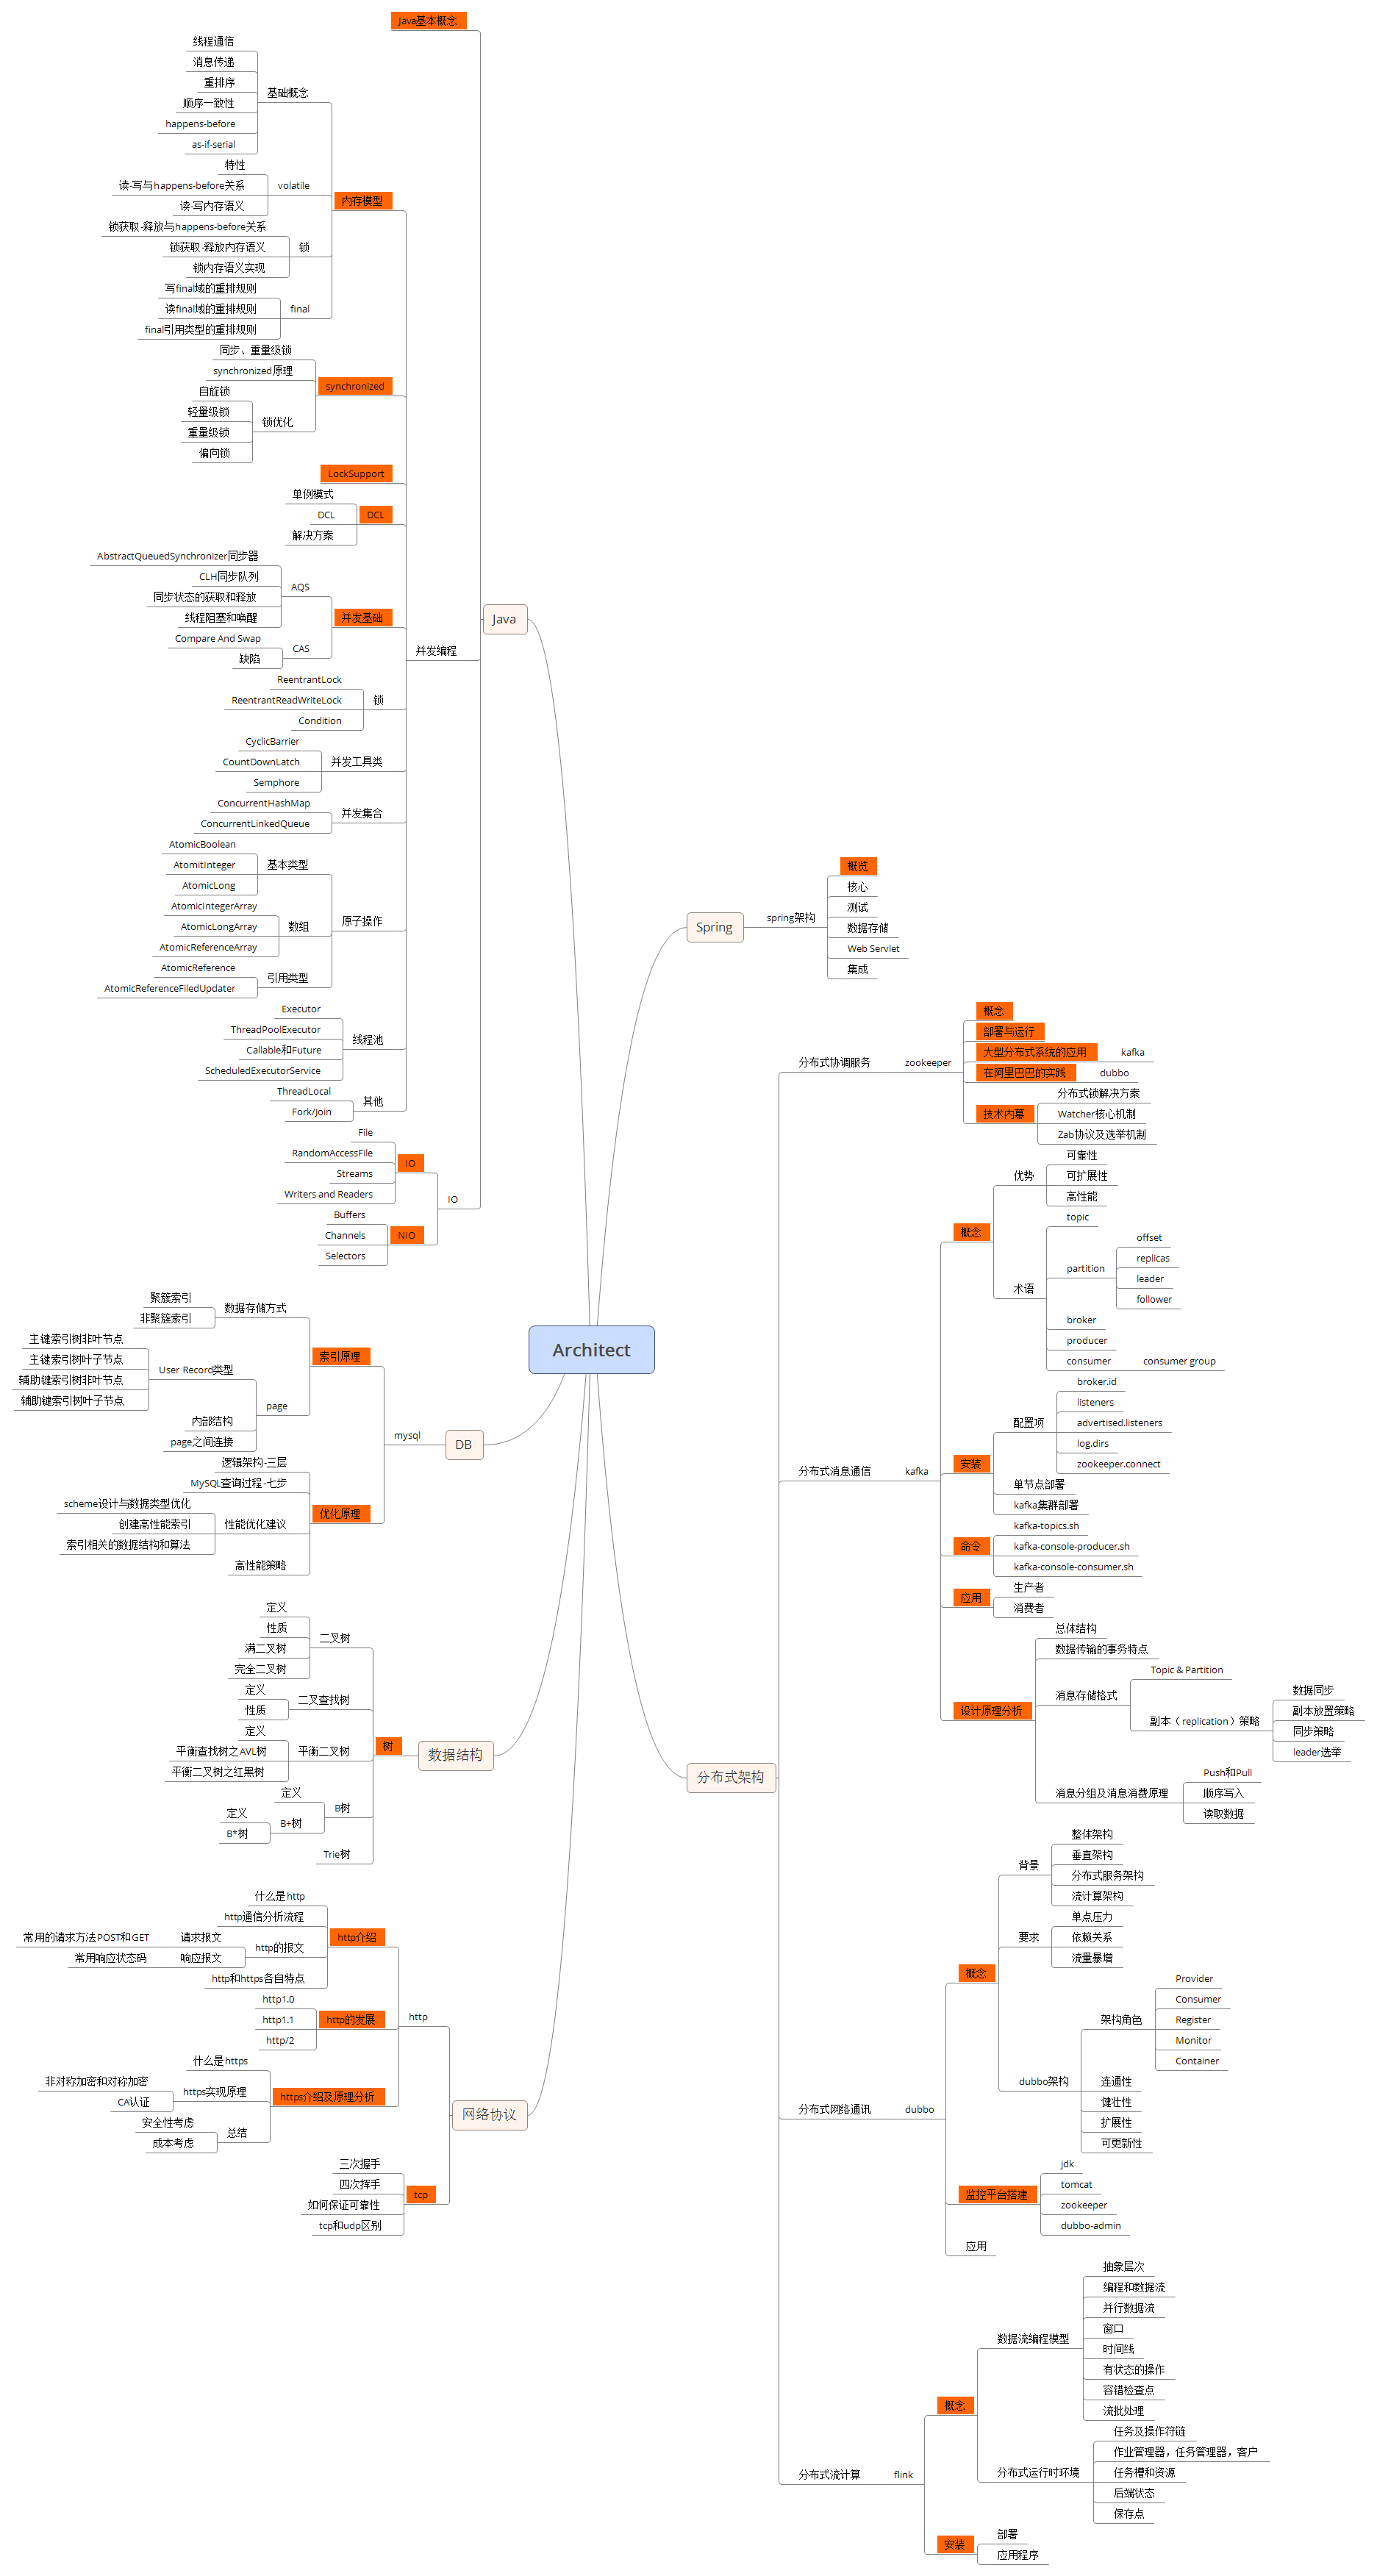 Architect
Java
Java基本概念
并发编程
内存模型
基础概念
线程通信
消息传递
重排序
顺序一致性
happens-before
as-if-serial
volatile
特性
读-写与happens-before关系
读-写内存语义
锁
锁获取-释放与happens-before关系
锁获取-释放内存语义
锁内存语义实现
final
写final域的重排规则
读final域的重排规则
final引用类型的重排规则
synchronized
同步、重量级锁
synchronized原理
锁优化
自旋锁
轻量级锁
重量级锁
偏向锁
LockSupport
DCL
单例模式
DCL
解决方案
并发基础
AQS
AbstractQueuedSynchronizer同步器
CLH同步队列
同步状态的获取和释放
线程阻塞和唤醒
CAS
Compare And Swap
缺陷
锁
ReentrantLock
ReentrantReadWriteLock
Condition
并发工具类
CyclicBarrier
CountDownLatch
Semphore
并发集合
ConcurrentHashMap
ConcurrentLinkedQueue
原子操作
基本类型
AtomicBoolean
AtomitInteger
AtomicLong
数组
AtomicIntegerArray
AtomicLongArray
AtomicReferenceArray
引用类型
AtomicReference
AtomicReferenceFiledUpdater
线程池
Executor
ThreadPoolExecutor
Callable和Future
ScheduledExecutorService
其他
ThreadLocal
Fork/Join
IO
IO
File
RandomAccessFile
Streams
Writers and Readers
NIO
Buffers
Channels
Selectors
DB
mysql
索引原理
数据存储方式
聚簇索引
非聚簇索引
page
User Record类型
主键索引树非叶节点
主键索引树叶子节点
辅助键索引树非叶节点
辅助键索引树叶子节点
内部结构
page之间连接
优化原理
逻辑架构-三层
MySQL查询过程-七步
性能优化建议
scheme设计与数据类型优化
创建高性能索引
索引相关的数据结构和算法
高性能策略
数据结构
树
二叉树
定义
性质
满二叉树
完全二叉树
二叉查找树
定义
性质
平衡二叉树
定义
平衡查找树之AVL树
平衡二叉树之红黑树
B树
定义
B+树
定义
B*树
Trie树
网络协议
http
http介绍
什么是http
http通信分析流程
http的报文
请求报文
常用的请求方法POST和GET
响应报文
常用响应状态码
http和https各自特点
http的发展
http1.0
http1.1
http/2
https介绍及原理分析
什么是https
https实现原理
非对称加密和对称加密
CA认证
总结
安全性考虑
成本考虑
tcp
三次握手
四次挥手
如何保证可靠性
tcp和udp区别
Spring
spring架构
概览
核心
测试
数据存储
Web Servlet
集成
分布式架构
分布式协调服务
zookeeper
概念
部署与运行
大型分布式系统的应用
kafka
在阿里巴巴的实践
dubbo
技术内幕
分布式锁解决方案
Watcher核心机制
Zab协议及选举机制
分布式消息通信
kafka
概念
优势
可靠性
可扩展性
高性能
术语
topic
partition
offset
replicas
leader
follower
broker
producer
consumer
consumer group
安装
配置项
broker.id
listeners
advertised.listeners
log.dirs
zookeeper.connect
单节点部署
kafka集群部署
命令
kafka-topics.sh
kafka-console-producer.sh
kafka-console-consumer.sh
应用
生产者
消费者
设计原理分析
总体结构
数据传输的事务特点
消息存储格式
Topic & Partition
副本（replication）策略
数据同步
副本放置策略
同步策略
leader选举
消息分组及消息消费原理
Push和Pull
顺序写入
读取数据
分布式网络通讯
dubbo
概念
背景
整体架构
垂直架构
分布式服务架构
流计算架构
要求
单点压力
依赖关系
流量暴增
dubbo架构
架构角色
Provider
Consumer
Register
Monitor
Container
连通性
健壮性
扩展性
可更新性
监控平台搭建
jdk
tomcat
zookeeper
dubbo-admin
应用
分布式流计算
flink
概念
数据流编程模型
抽象层次
编程和数据流
并行数据流
窗口
时间线
有状态的操作
容错检查点
流批处理
分布式运行时环境
任务及操作符链
作业管理器，任务管理器，客户
任务槽和资源
后端状态
保存点
安装
部署
应用程序